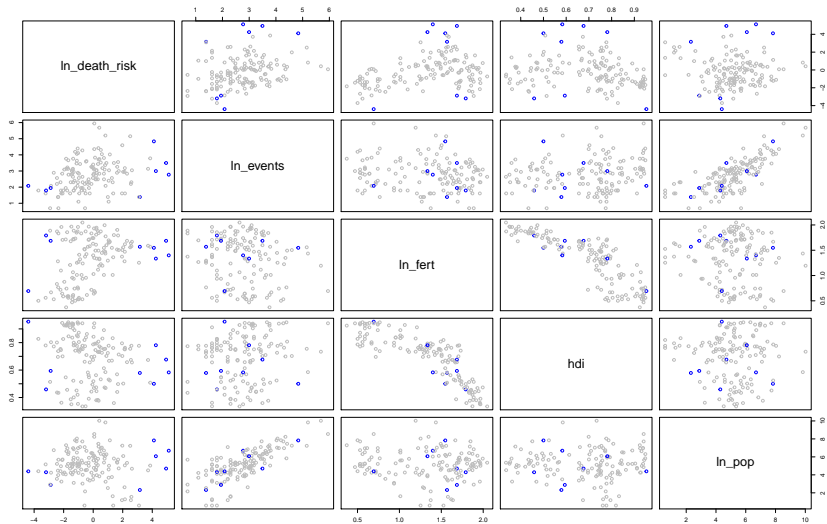 1 2 3 4 5 6 0.4 0.5 0.6 0.7 0.8 0.9
ln_death_risk
−4 −2 0 2 4
1 2 3 4 5 6
ln_events
ln_fert
0.5 1.0 1.5 2.0
0.4 0.6 0.8
hdi
ln_pop
2 4 6 8 10
−4 −2 0 2 4 0.5 1.0 1.5 2.0 2 4 6 8 10